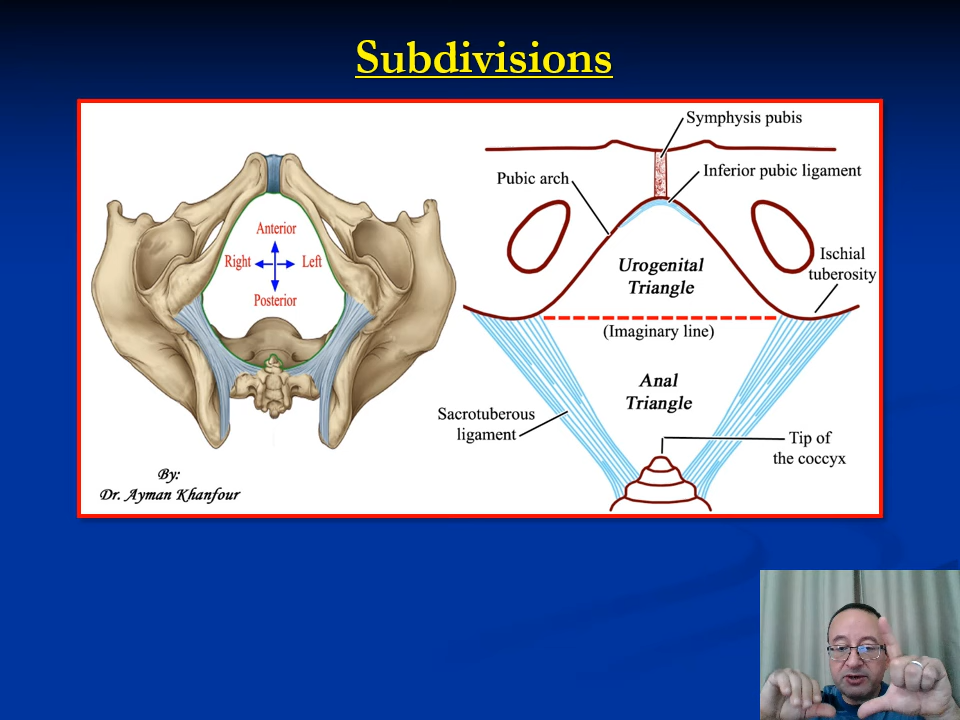 Subdivisions
Anterior
Right
Left
Posterior
By:
Dr. Ayman Khanfour
Symphysis pubis
Pubic arch
Inferior pubic ligament
Ischial
tuberosity
Urogenital
Triangle
(Imaginary line)
Anal
Triangle
Sacrotuberous
ligament
Tip of
the coccyx